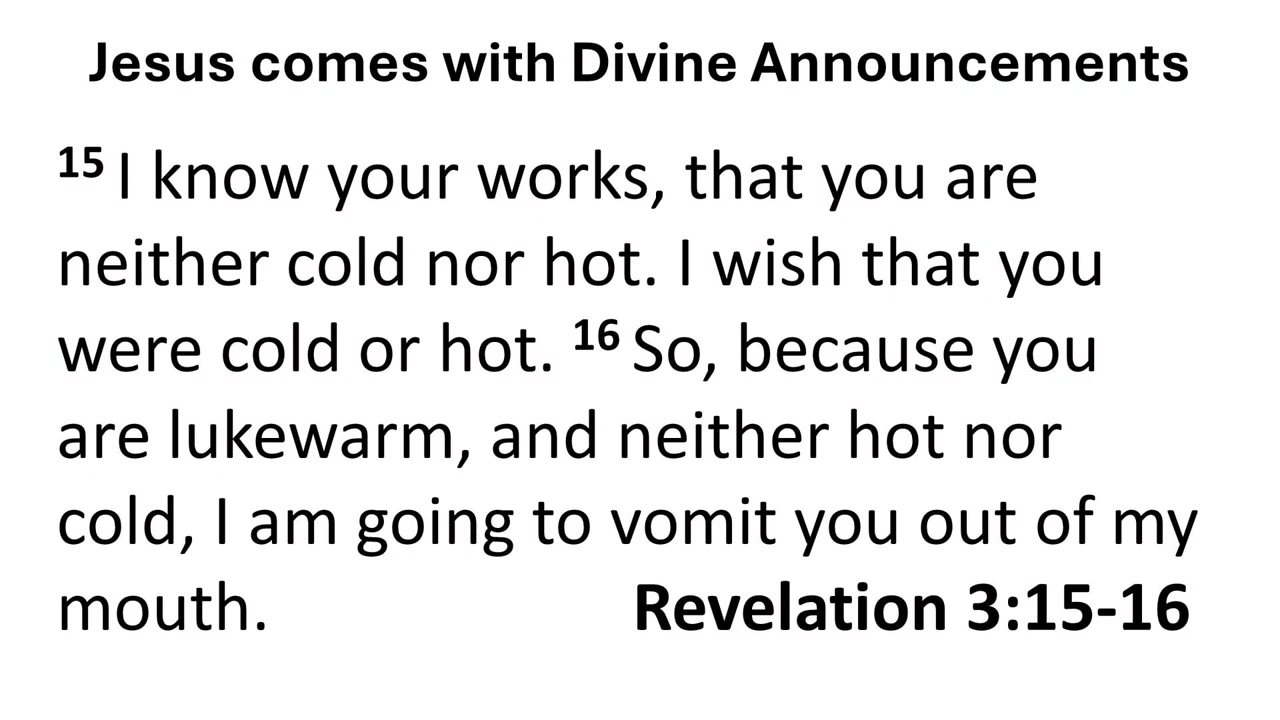 Jesus comes with Divine Announcements
15 I know your works, that you are
neither cold nor hot. I wish that you
were cold or hot. 16 So, because you
are lukewarm, and neither hot nor
cold, I am going to vomit you out of my
mouth. Revelation 3:15-16